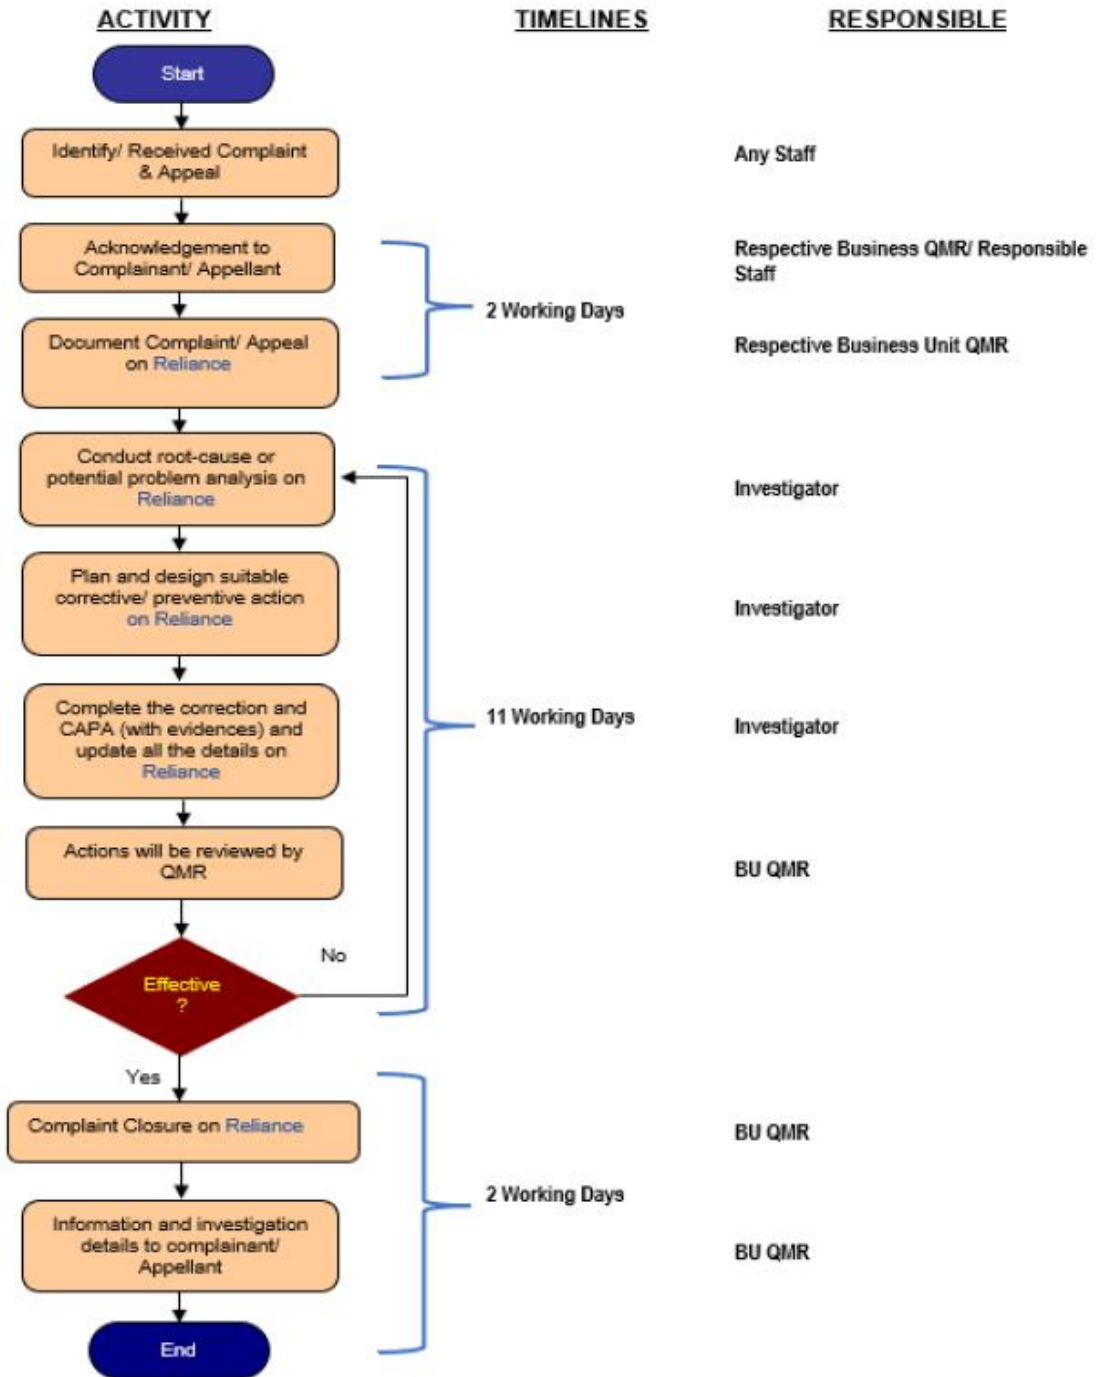 ACTIVITY
TIMELINES
RESPONSIBLE
Start
Identify/ Received Complaint
& Appeal
Any Staff
Acknowledgement to
Complainant/ Appellant
Respective Business QMR/ Responsible
Staff
2 Working Days
Document Complaint/ Appeal
on Reliance
Respective Business Unit QMR
Conduct root-cause or
potential problem analysis on
Reliance
Investigator
Plan and design suitable
corrective/ preventive action
on Reliance
Investigator
Complete the correction and
CAPA (with evidences) and
update all the details on
Reliance
11 Working Days
Investigator
Actions will be reviewed by
QMR
BU QMR
No
Effective
?
Yes
Complaint Closure on Reliance
BU QMR
2 Working Days
Information and investigation
details to complainant/
Appellant
BU QMR
End